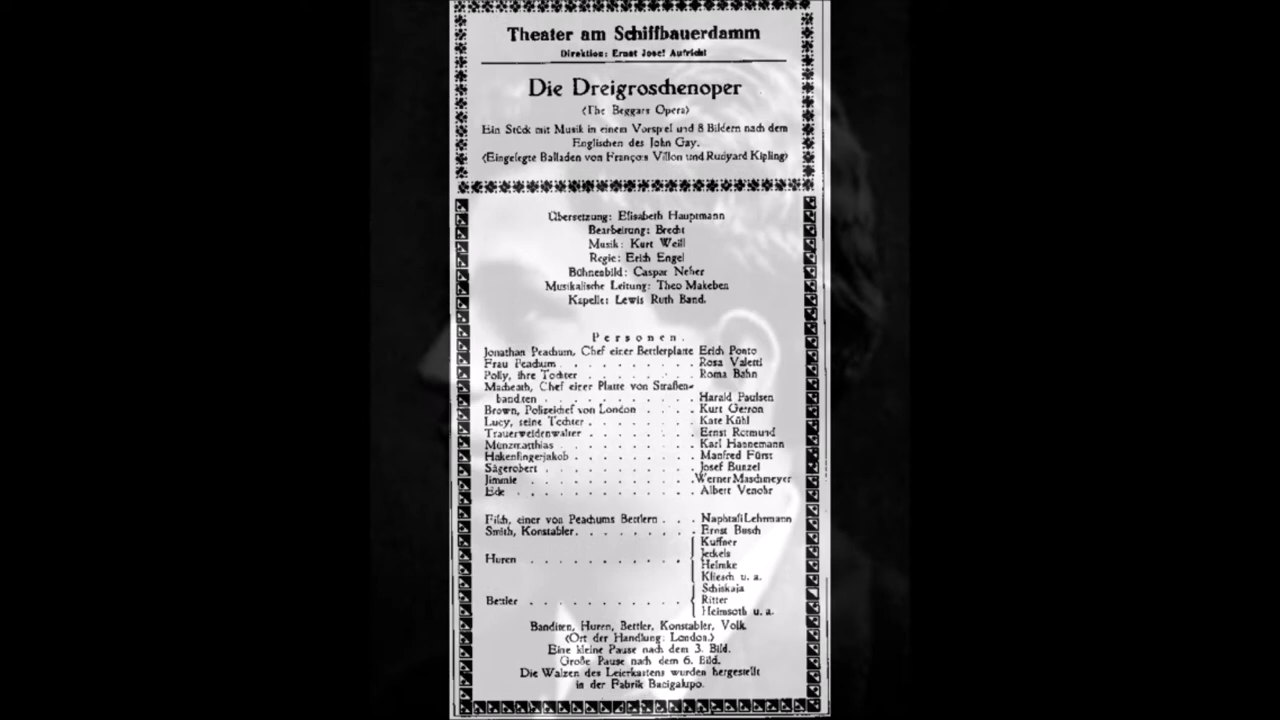 Theater am Schiffbauerdamm
Direktion: Ernst Josef Aufricht
Die Dreigroschenoper
(The Beggars Opera)
Ein Stück mit Musik in einem Vorspiel und 8 Bildern nach dem
Englischen des John Gay.
(Eingelegte Balladen von François Villon und Rudyard Kipling)
Übersetzung: Elisabeth Hauptmann
Bearbeitung: Brecht
Musik: Kurt Weill
Regie: Erich Engel
Bühnenbild: Caspar Neher
Musikalische Leitung: Theo Makeben
Kapelle: Lewis Ruth Band.
Personen.
Jonathan Peachum, Chef einer Bettlerplatte Erich Ponto
Frau Peachum . . . . . . . . . . Rosa Valetti
Polly, ihre Tochter . . . . . . . . Roma Bahn
Macheath, Chef einer Platte von Straßen-
banditen . . . . . . . . . . . Harald Paulsen
Brown, Polizeichef von London . . . . Kurt Gerron
Lucy, seine Tochter . . . . . . . . Kate Kühl
Trauerweidenwalter . . . . . . . . Ernst Rotmund
Münzmatthias . . . . . . . . . . Karl Hannemann
Hakenfingerjakob . . . . . . . . . Manfred Fürst
Sägerobert . . . . . . . . . . . Josef Bunzel
Jimmie . . . . . . . . . . . . Werner Maschmeyer
Ede . . . . . . . . . . . . Albert Venohr
Filch, einer von Peachums Bettlern . . . Naphtali Lehrmann
Smith, Konstabler. . . . . . . . . Ernst Busch
Huren . . . . . . . . . . . .
Kuffner
Jeckels
Helmke
Kliesch u. a.
Bettler . . . . . . . . . . . .
Schiskaja
Ritter
Heimsoth u. a.
Banditen, Huren, Bettler, Konstabler, Volk.
(Ort der Handlung: London.)
Eine kleine Pause nach dem 3. Bild.
Große Pause nach dem 6. Bild.
Die Walzen des Leierkastens wurden hergestellt
in der Fabrik Bacigalupo.